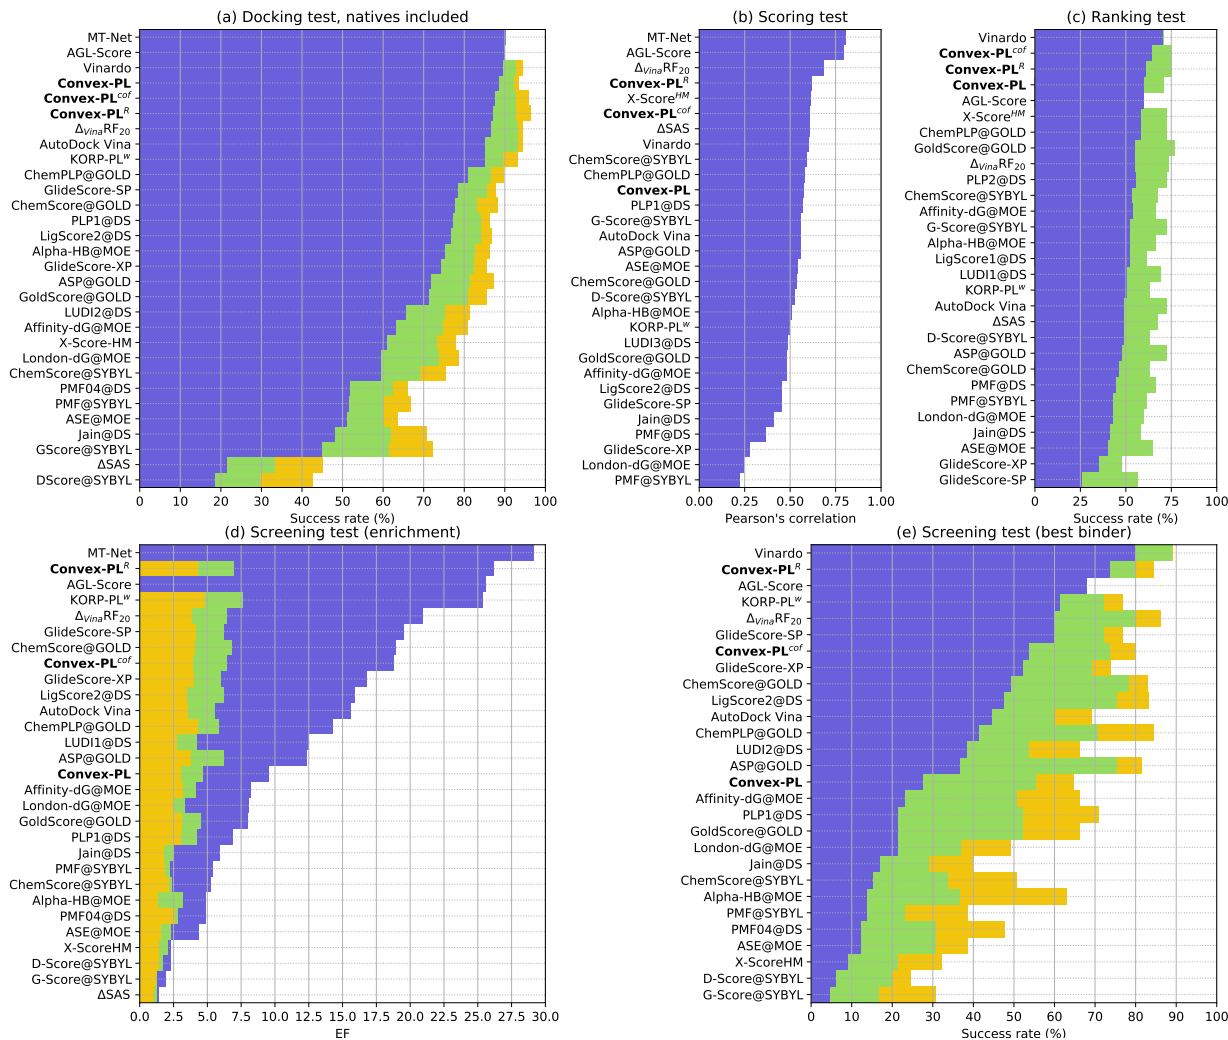 (a) Docking test, natives included
MT-Net
AGL-Score
Vinardo
Convex-PL
Convex-PL^cof
Convex-PL^R
Δ_VinaRF_20
AutoDock Vina
KORP-PL^w
ChemPLP@GOLD
GlideScore-SP
ChemScore@GOLD
PLP1@DS
LigScore2@DS
Alpha-HB@MOE
GlideScore-XP
ASP@GOLD
GoldScore@GOLD
LUDI2@DS
Affinity-dG@MOE
X-Score-HM
London-dG@MOE
ChemScore@SYBYL
PMF04@DS
PMF@SYBYL
ASE@MOE
Jain@DS
GScore@SYBYL
ΔSAS
DScore@SYBYL
0 10 20 30 40 50 60 70 80 90 100
Success rate (%)
(b) Scoring test
MT-Net
AGL-Score
Δ_VinaRF_20
Convex-PL^R
X-Score^HM
Convex-PL^cof
ΔSAS
Vinardo
ChemScore@SYBYL
ChemPLP@GOLD
Convex-PL
PLP1@DS
G-Score@SYBYL
AutoDock Vina
ASP@GOLD
ASE@MOE
ChemScore@GOLD
D-Score@SYBYL
Alpha-HB@MOE
KORP-PL^w
LUDI3@DS
GoldScore@GOLD
Affinity-dG@MOE
LigScore2@DS
GlideScore-SP
Jain@DS
PMF@DS
GlideScore-XP
London-dG@MOE
PMF@SYBYL
0.00 0.25 0.50 0.75 1.00
Pearson's correlation
(c) Ranking test
Vinardo
Convex-PL^cof
Convex-PL^R
Convex-PL
AGL-Score
X-Score^HM
ChemPLP@GOLD
GoldScore@GOLD
Δ_VinaRF_20
PLP2@DS
ChemScore@SYBYL
Affinity-dG@MOE
G-Score@SYBYL
Alpha-HB@MOE
LigScore1@DS
LUDI1@DS
KORP-PL^w
AutoDock Vina
ΔSAS
D-Score@SYBYL
ASP@GOLD
ChemScore@GOLD
PMF@DS
PMF@SYBYL
London-dG@MOE
Jain@DS
ASE@MOE
GlideScore-XP
GlideScore-SP
0 25 50 75 100
Success rate (%)
(d) Screening test (enrichment)
MT-Net
Convex-PL^R
AGL-Score
KORP-PL^w
Δ_VinaRF_20
GlideScore-SP
ChemScore@GOLD
Convex-PL^cof
GlideScore-XP
LigScore2@DS
AutoDock Vina
ChemPLP@GOLD
LUDI1@DS
ASP@GOLD
Convex-PL
Affinity-dG@MOE
London-dG@MOE
GoldScore@GOLD
PLP1@DS
Jain@DS
PMF@SYBYL
ChemScore@SYBYL
Alpha-HB@MOE
PMF04@DS
ASE@MOE
X-ScoreHM
D-Score@SYBYL
G-Score@SYBYL
ΔSAS
0.0 2.5 5.0 7.5 10.0 12.5 15.0 17.5 20.0 22.5 25.0 27.5 30.0
EF
(e) Screening test (best binder)
Vinardo
Convex-PL^R
AGL-Score
KORP-PL^w
Δ_VinaRF_20
GlideScore-SP
Convex-PL^cof
GlideScore-XP
ChemScore@GOLD
LigScore2@DS
AutoDock Vina
ChemPLP@GOLD
LUDI2@DS
ASP@GOLD
Convex-PL
Affinity-dG@MOE
PLP1@DS
GoldScore@GOLD
London-dG@MOE
Jain@DS
ChemScore@SYBYL
Alpha-HB@MOE
PMF@SYBYL
PMF04@DS
ASE@MOE
X-ScoreHM
D-Score@SYBYL
G-Score@SYBYL
0 10 20 30 40 50 60 70 80 90 100
Success rate (%)